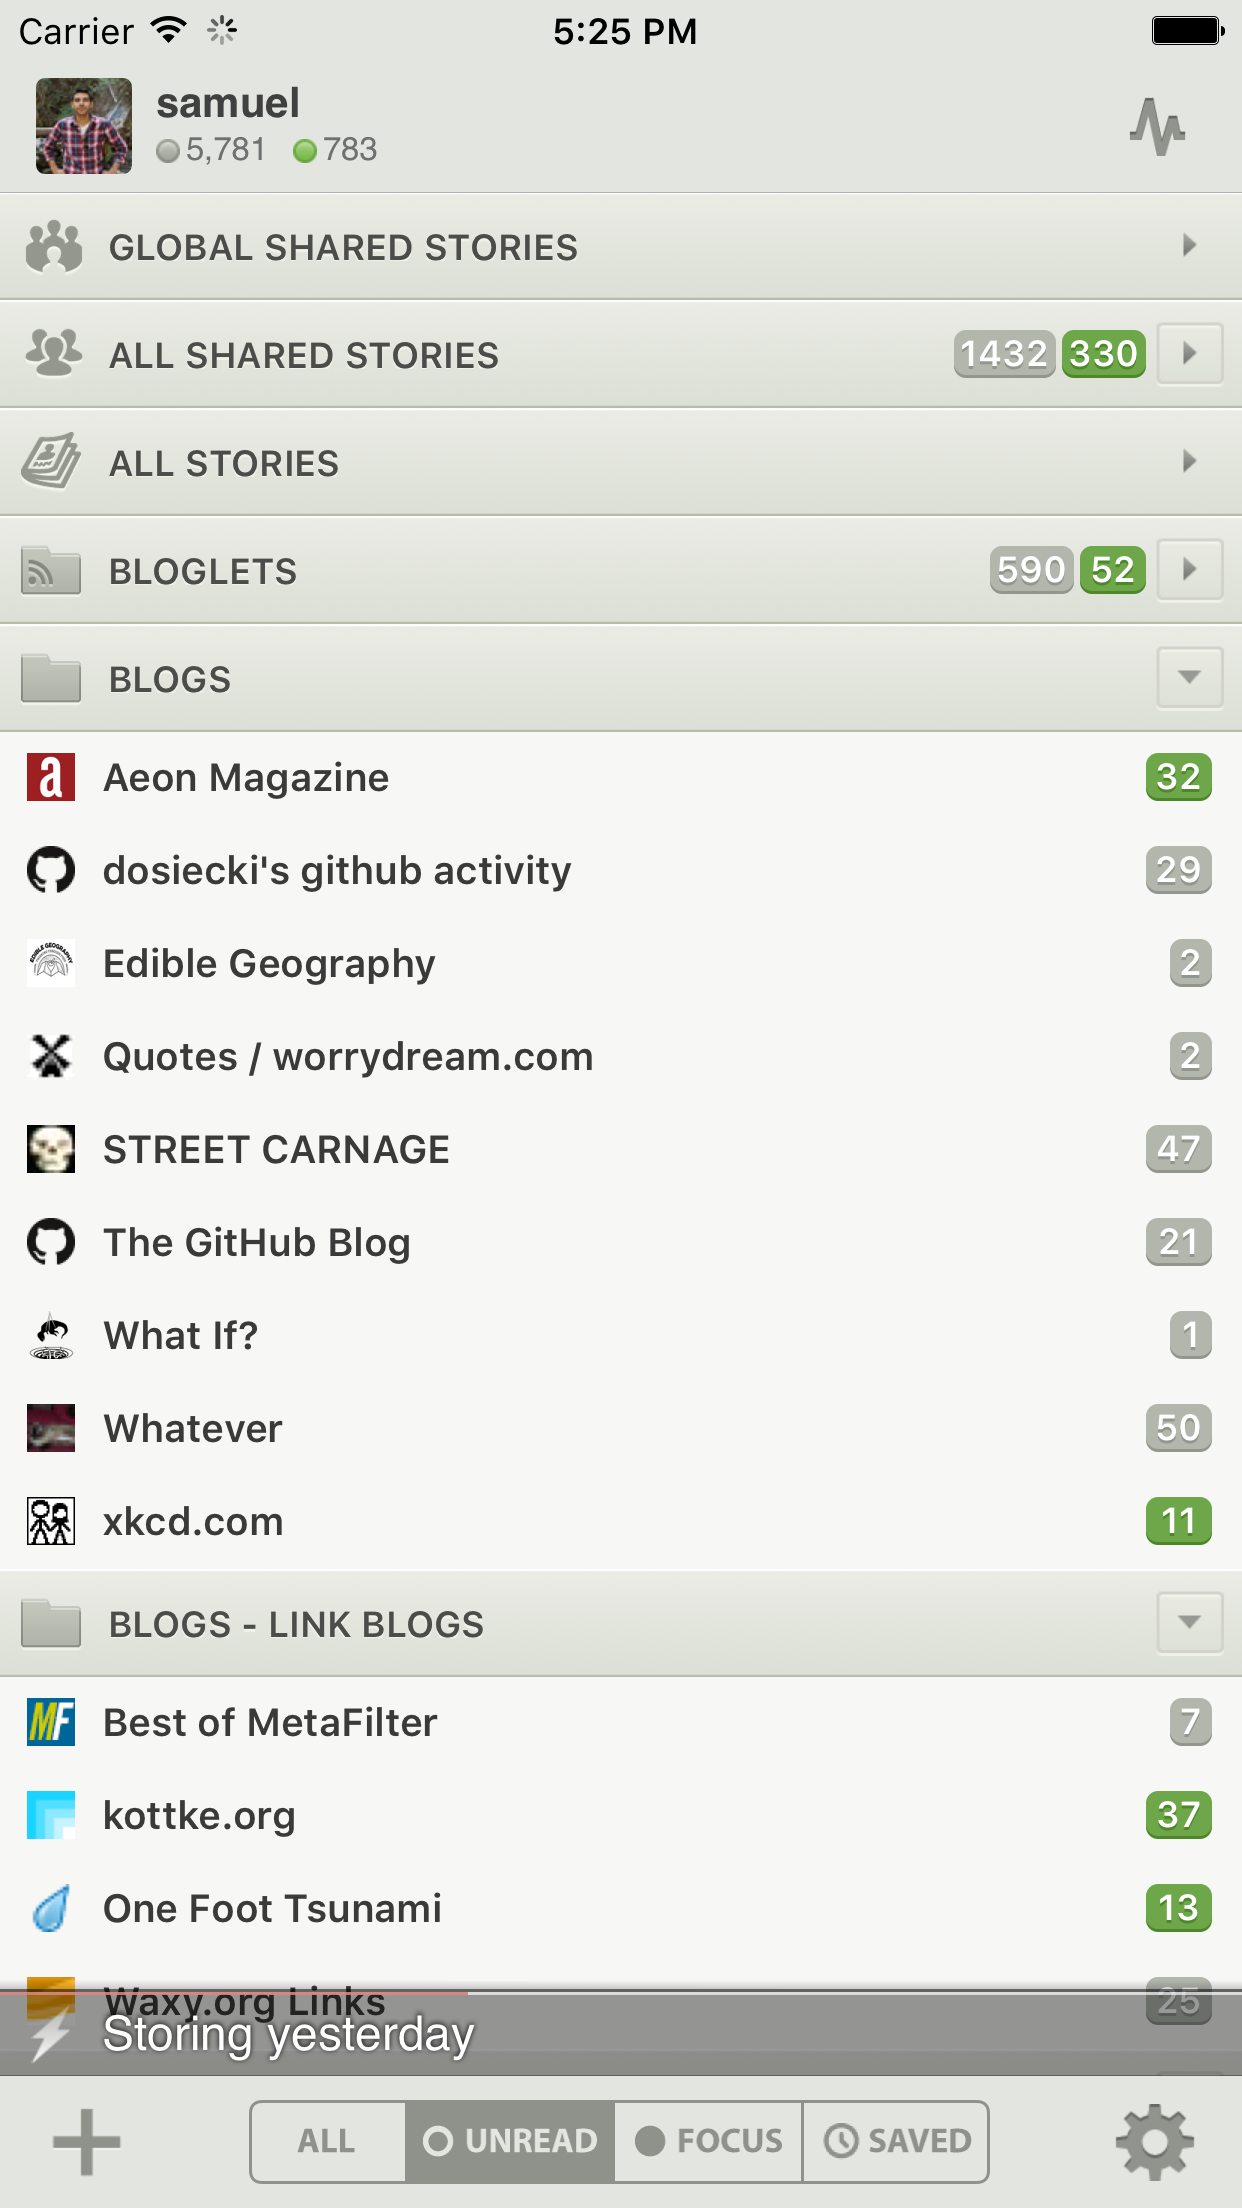 Carrier 5:25 PM
samuel
5,781 783
GLOBAL SHARED STORIES
ALL SHARED STORIES 1432 330
ALL STORIES
BLOGLETS 590 52
BLOGS
a Aeon Magazine 32
dosiecki's github activity 29
EDIBLE GEOGRAPHY Edible Geography 2
Quotes / worrydream.com 2
STREET CARNAGE 47
The GitHub Blog 21
What If? 1
Whatever 50
xkcd.com 11
BLOGS - LINK BLOGS
MF Best of MetaFilter 7
kottke.org 37
One Foot Tsunami 13
Waxy.org Links 25
Storing yesterday
ALL UNREAD FOCUS SAVED